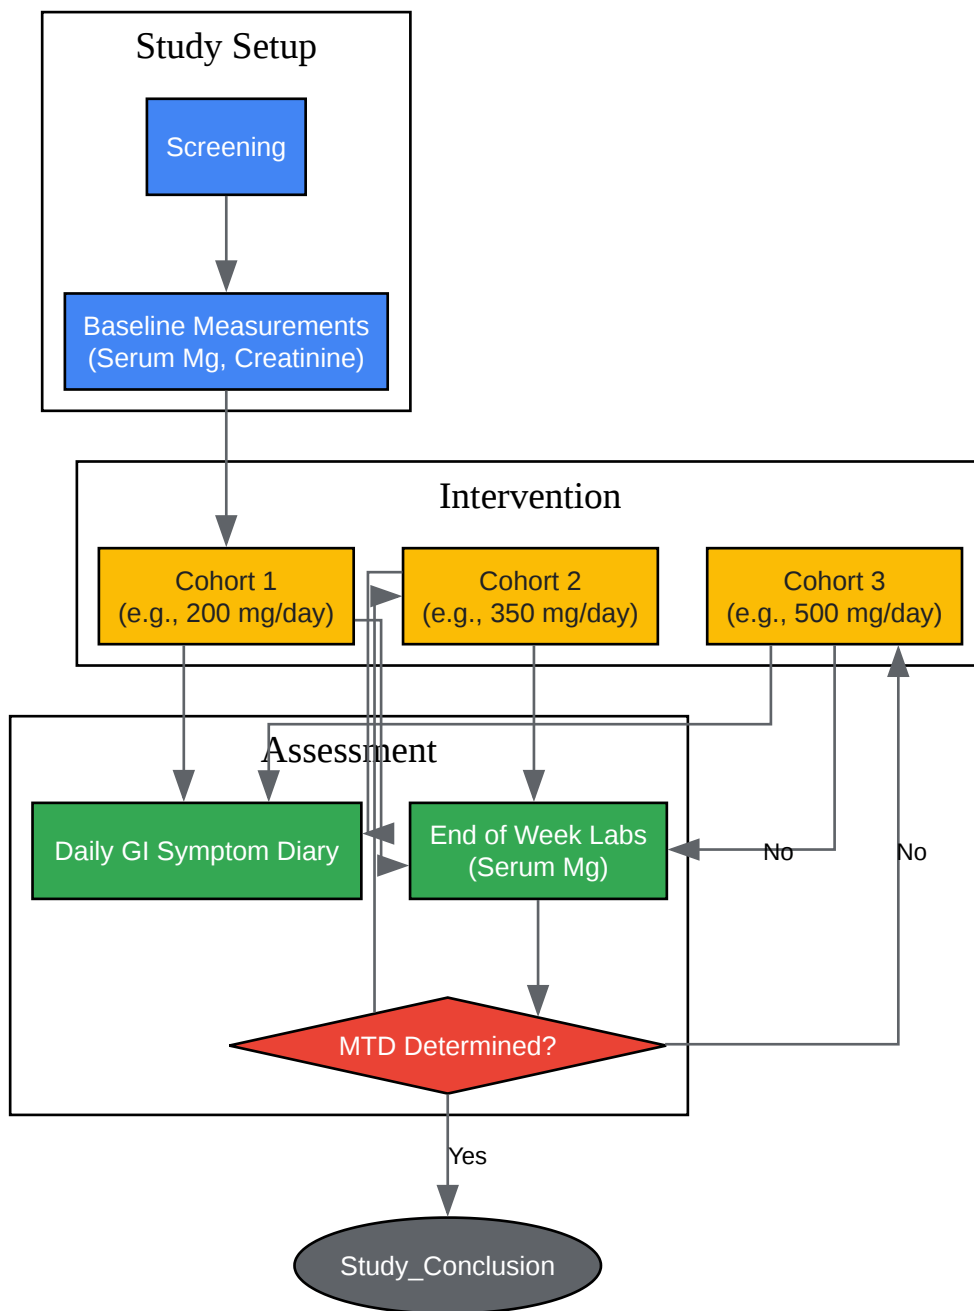 Study Setup
Screening
Baseline Measurements
(Serum Mg, Creatinine)
Intervention
Cohort 1
(e.g., 200 mg/day)
Cohort 2
(e.g., 350 mg/day)
Cohort 3
(e.g., 500 mg/day)
Assessment
Daily GI Symptom Diary
End of Week Labs
(Serum Mg)
No
No
MTD Determined?
Yes
Study_Conclusion